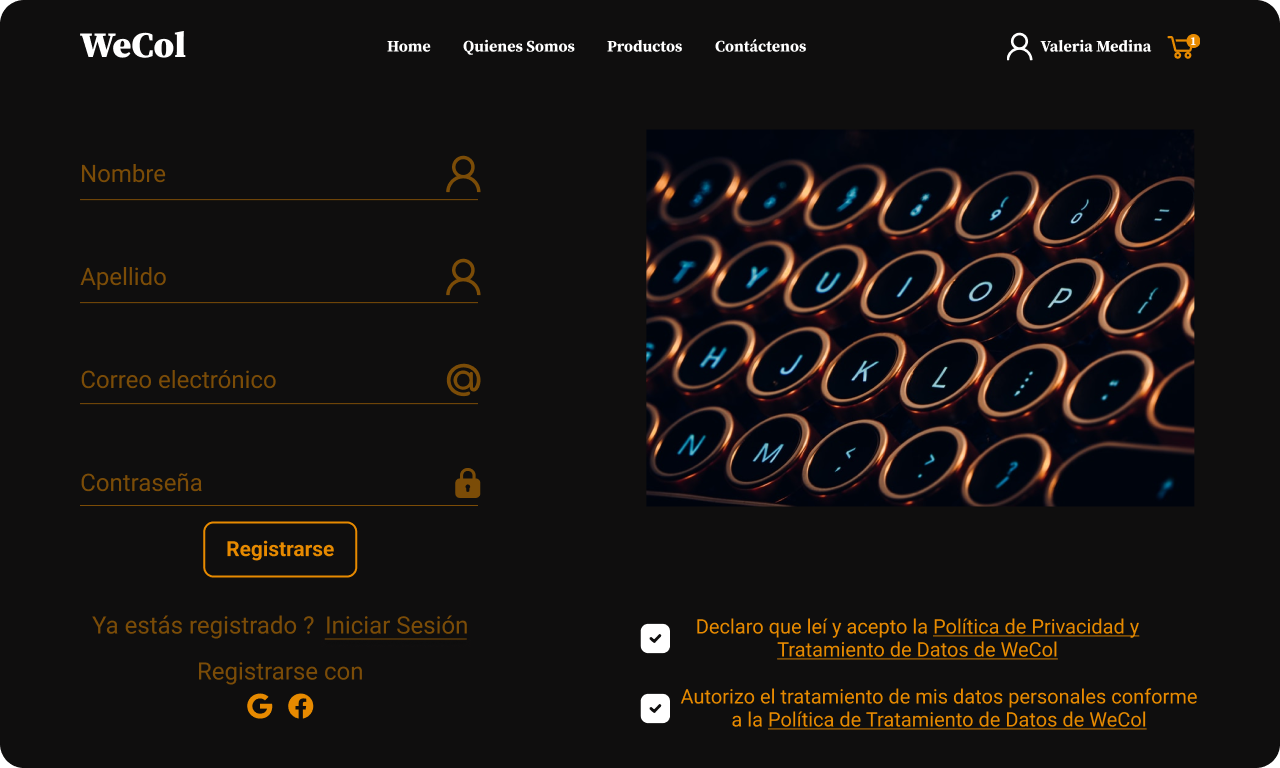 WeCol
Home Quienes Somos Productos Contáctenos
Valeria Medina 1
Nombre
Apellido
Correo electrónico
@
Contraseña
Registrarse
Ya estás registrado ? Iniciar Sesión
Registrarse con
G f
T Y U I O P
H J K L
N M < > ?
Declaro que leí y acepto la Política de Privacidad y
Tratamiento de Datos de WeCol
Autorizo el tratamiento de mis datos personales conforme
a la Política de Tratamiento de Datos de WeCol